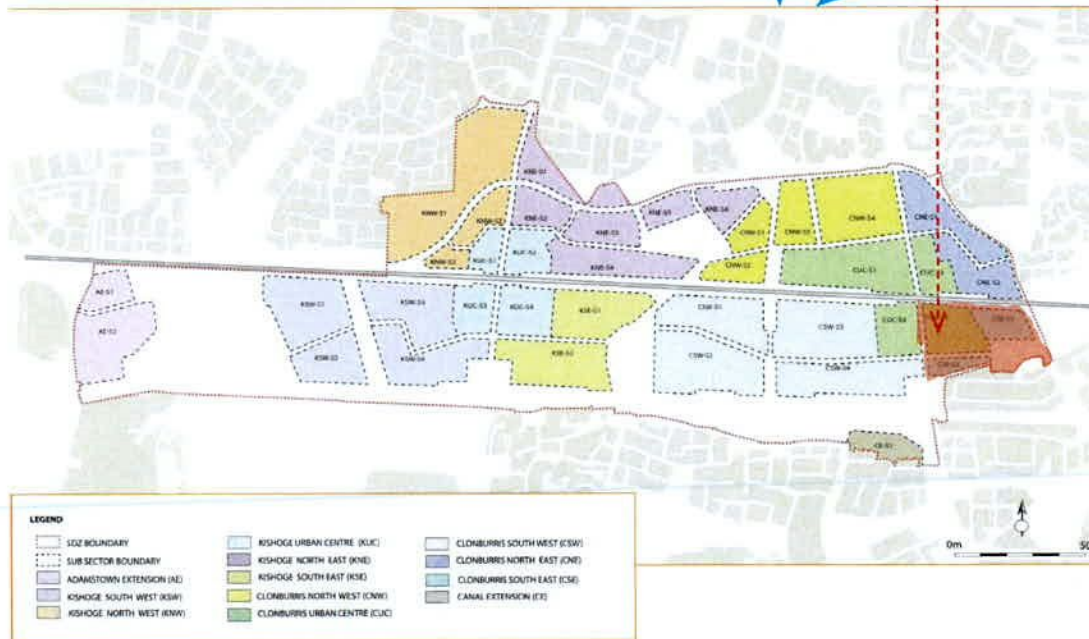 KNE-S1
KNW-S1
KNW-S2
KNE-S2
KNE-S3
KNE-S5
KNE-S6
CNW-S1
CNW-S3
CNW-S4
CNE-S1
KNW-S3
KUC-S1
KUC-S2
KNE-S4
CNW-S2
CUC-S1
CNE-S2
AE-S1
AE-S2
KSW-S1
KUC-S3
KUC-S4
KSE-S1
CSW-S1
CSW-S3
CUC-S4
KSW-S4
KSE-S2
CSW-S2
CSW-S4
CE-S1
0m
50
LEGEND
SDZ BOUNDARY
SUB SECTOR BOUNDARY
ADAMSTOWN EXTENSION (AE)
KISHOGE SOUTH WEST (KSW)
KISHOGE NORTH WEST (KNW)
KISHOGE URBAN CENTRE (KUC)
KISHOGE NORTH EAST (KNE)
KISHOGE SOUTH EAST (KSE)
CLONBURRIS NORTH WEST (CNW)
CLONBURRIS URBAN CENTRE (CUC)
CLONBURRIS SOUTH WEST (CSW)
CLONBURRIS NORTH EAST (CNE)
CLONBURRIS SOUTH EAST (CSE)
CANAL EXTENSION (CE)